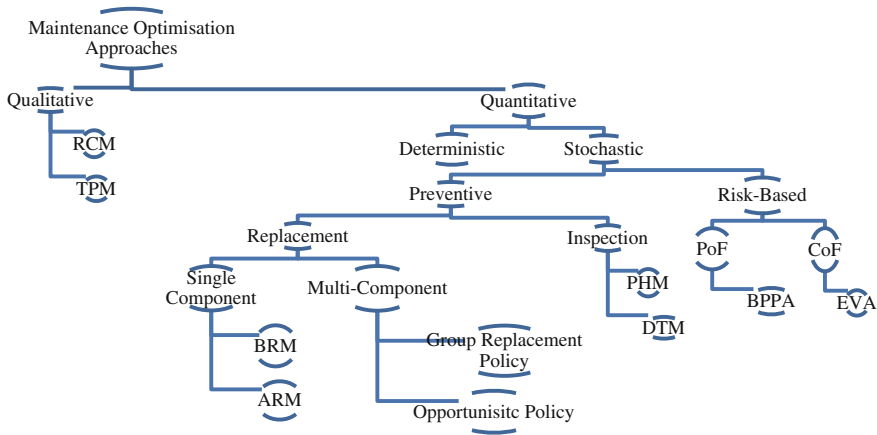 Maintenance Optimisation
Approaches
Qualitative
Quantitative
RCM
TPM
Deterministic
Stochastic
Preventive
Risk-Based
Replacement
Inspection
PoF
CoF
Single
Component
Multi-Component
PHM
DTM
BPPA
EVA
BRM
ARM
Group Replacement
Policy
Opportunisitc Policy